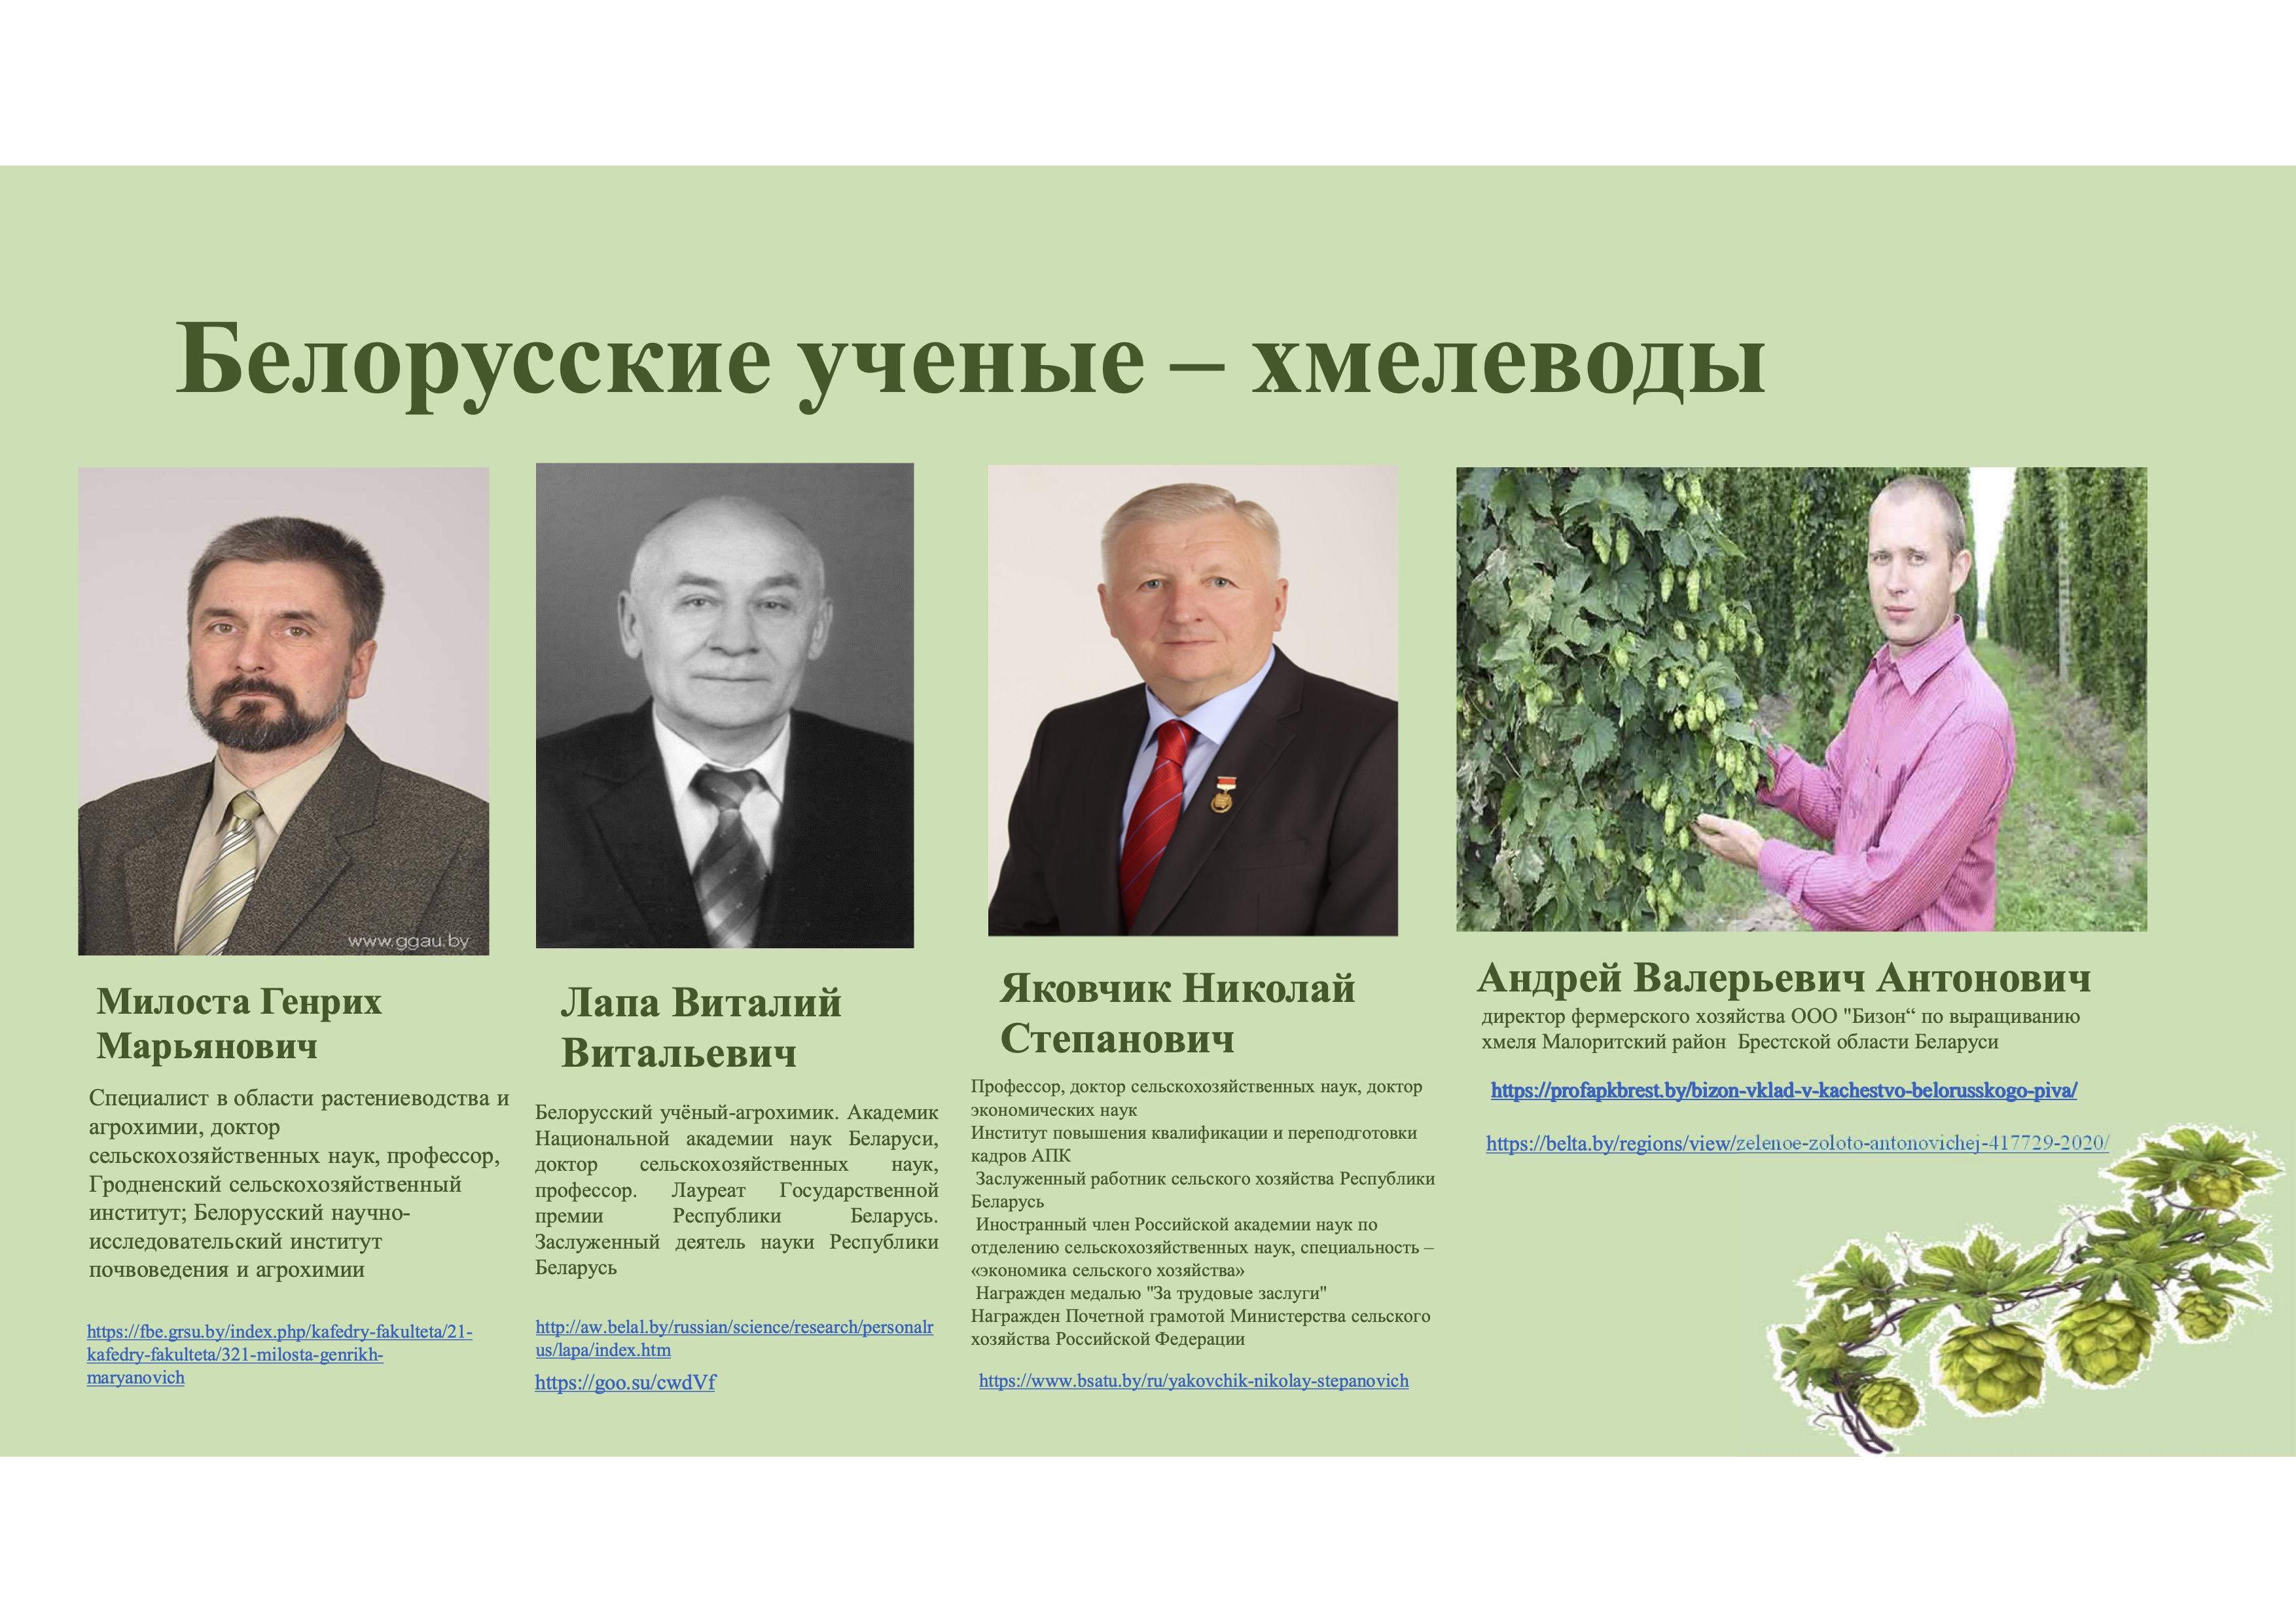 Белорусские ученые – хмелеводы
www.ggau.by
Милоста Генрих
Марьянович
Специалист в области растениеводства и
агрохимии, доктор
сельскохозяйственных наук, профессор,
Гродненский сельскохозяйственный
институт; Белорусский научно-
исследовательский институт
почвоведения и агрохимии
https://fbe.grsu.by/index.php/kafedry-fakulteta/21-
kafedry-fakulteta/321-milosta-genrikh-
maryanovich
Лапа Виталий
Витальевич
Белорусский учёный-агрохимик. Академик
Национальной академии наук Беларуси,
доктор сельскохозяйственных наук,
профессор. Лауреат Государственной
премии Республики Беларусь.
Заслуженный деятель науки Республики
Беларусь
http://aw.belal.by/russian/science/research/personalr
us/lapa/index.htm
https://goo.su/cwdVf
Яковчик Николай
Степанович
Профессор, доктор сельскохозяйственных наук, доктор
экономических наук
Институт повышения квалификации и переподготовки
кадров АПК
Заслуженный работник сельского хозяйства Республики
Беларусь
Иностранный член Российской академии наук по
отделению сельскохозяйственных наук, специальность –
«экономика сельского хозяйства»
Награжден медалью "За трудовые заслуги"
Награжден Почетной грамотой Министерства сельского
хозяйства Российской Федерации
https://www.bsatu.by/ru/yakovchik-nikolay-stepanovich
Андрей Валерьевич Антонович
директор фермерского хозяйства ООО "Бизон“ по выращиванию
хмеля Малоритский район Брестской области Беларуси
https://profapkbrest.by/bizon-vklad-v-kachestvo-belorusskogo-piva/
https://belta.by/regions/view/zelenoe-zoloto-antonovichej-417729-2020/